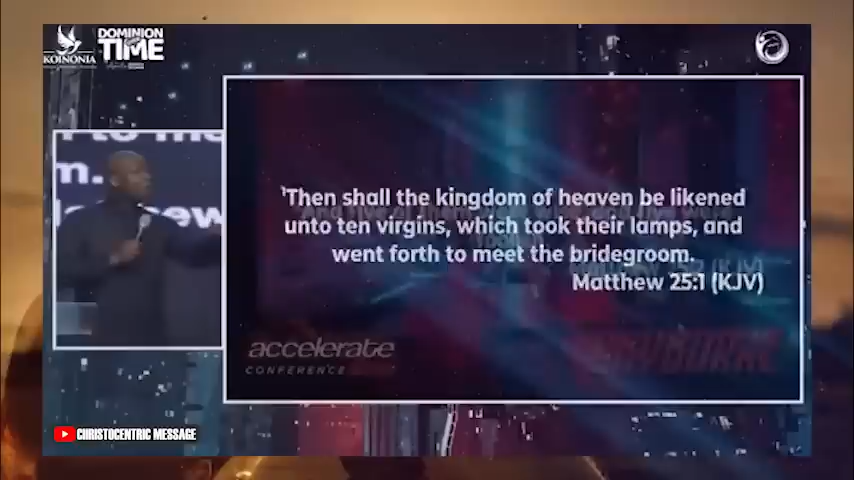 KOINONIA
DOMINION
TIME
m.
¹Then shall the kingdom of heaven be likened
unto ten virgins, which took their lamps, and
went forth to meet the bridegroom.
Matthew 25:1 (KJV)
accelerate
CONFERENCE
CHRISTOCENTRIC MESSAGE